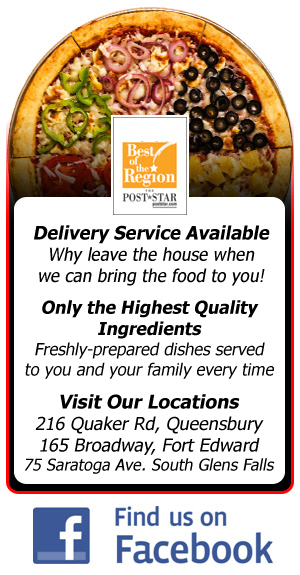 Best
of the
Region
THE
POST★STAR
poststar.com
Delivery Service Available
Why leave the house when
we can bring the food to you!
Only the Highest Quality
Ingredients
Freshly-prepared dishes served
to you and your family every time
Visit Our Locations
216 Quaker Rd, Queensbury
165 Broadway, Fort Edward
75 Saratoga Ave. South Glens Falls
f
Find us on
Facebook